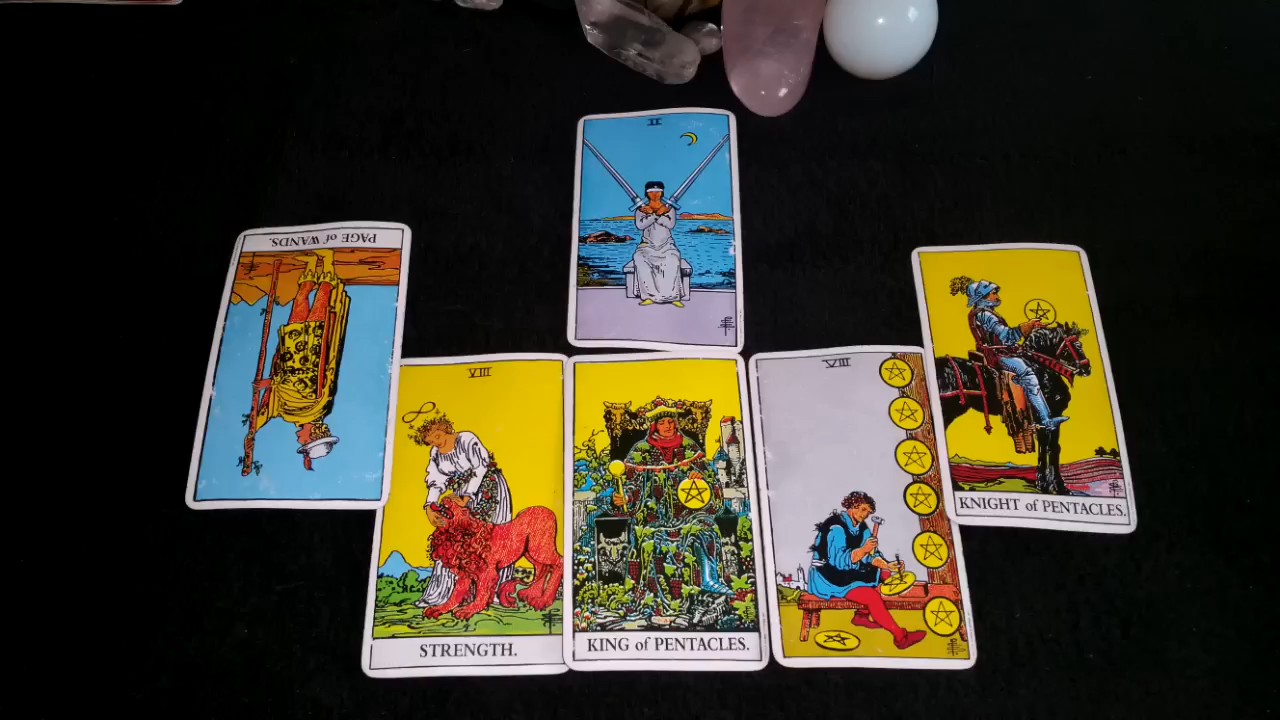 II
PAGE of WANDS.
VIII
STRENGTH.
KING of PENTACLES.
VIII
KNIGHT of PENTACLES.